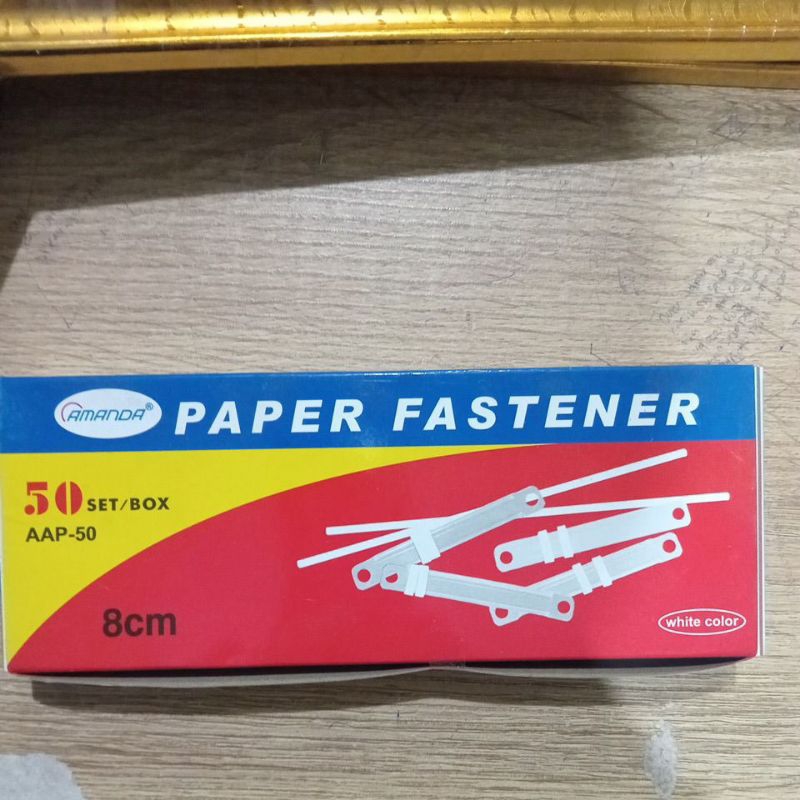 AMANDA®
PAPER FASTENER
50 SET/BOX
AAP-50
8cm
white color